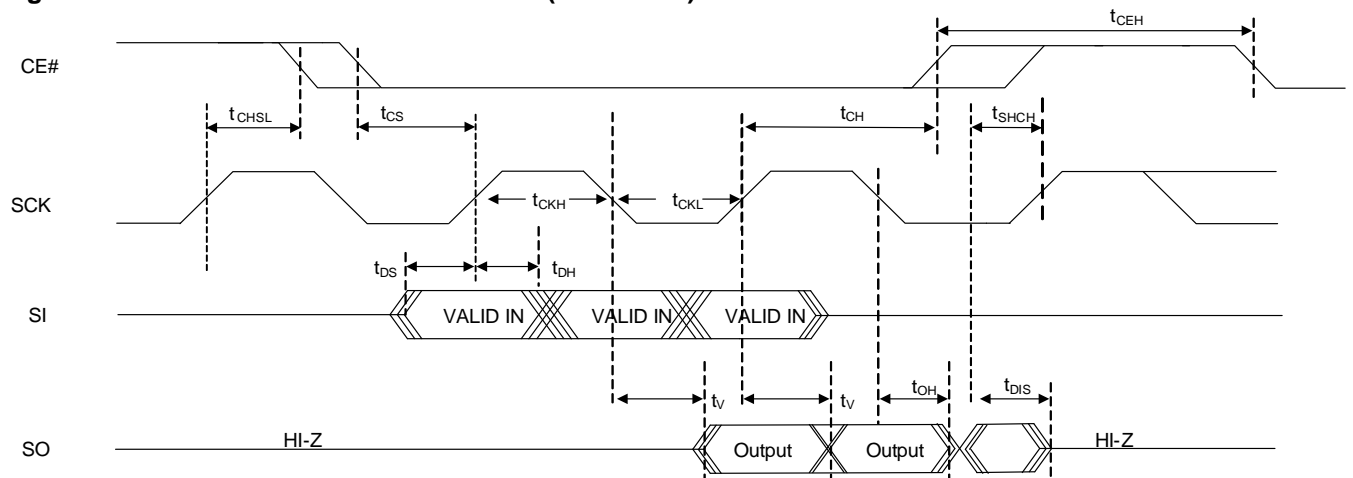 tCEH
CE#
tCHSL
tCS
tCH
tSHCH
SCK
tCKH
tCKL
tDS
tDH
SI
VALID IN
VALID IN
VALID IN
tV
tV
tOH
tDIS
SO
HI-Z
Output
Output
HI-Z